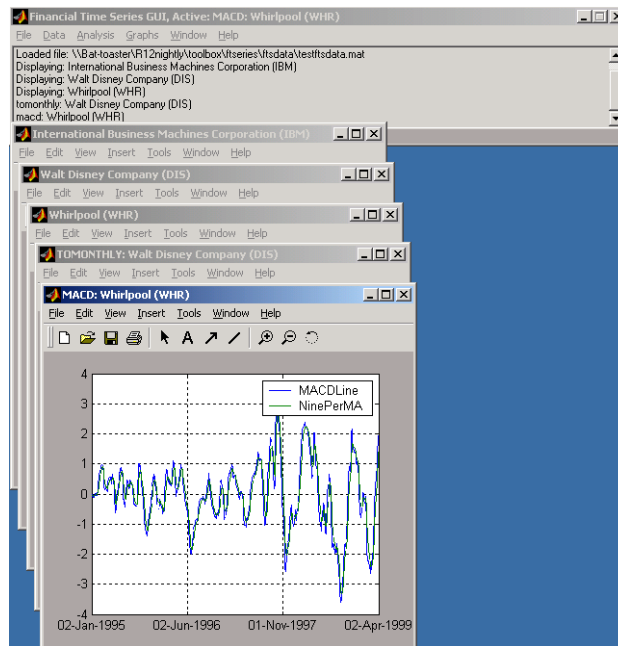 Financial Time Series GUI, Active: MACD: Whirlpool (WHR)
File Data Analysis Graphs Window Help
Loaded file: \\Bat-toaster\R12nightly\toolbox\ftseries\ftsdata\testftsdata.mat
Displaying: International Business Machines Corporation (IBM)
Displaying: Walt Disney Company (DIS)
Displaying: Whirlpool (WHR)
tomonthly: Walt Disney Company (DIS)
macd: Whirlpool (WHR)
International Business Machines Corporation (IBM)
File Edit View Insert Tools Window Help
Walt Disney Company (DIS)
File Edit View Insert Tools Window Help
Whirlpool (WHR)
File Edit View Insert Tools Window Help
TOMONTHLY: Walt Disney Company (DIS)
File Edit View Insert Tools Window Help
MACD: Whirlpool (WHR)
File Edit View Insert Tools Window Help
A
4
MACDLine
NinePerMA
3
2
1
0
-1
-2
-3
-4
02-Jan-1995 02-Jun-1996 01-Nov-1997 02-Apr-1999